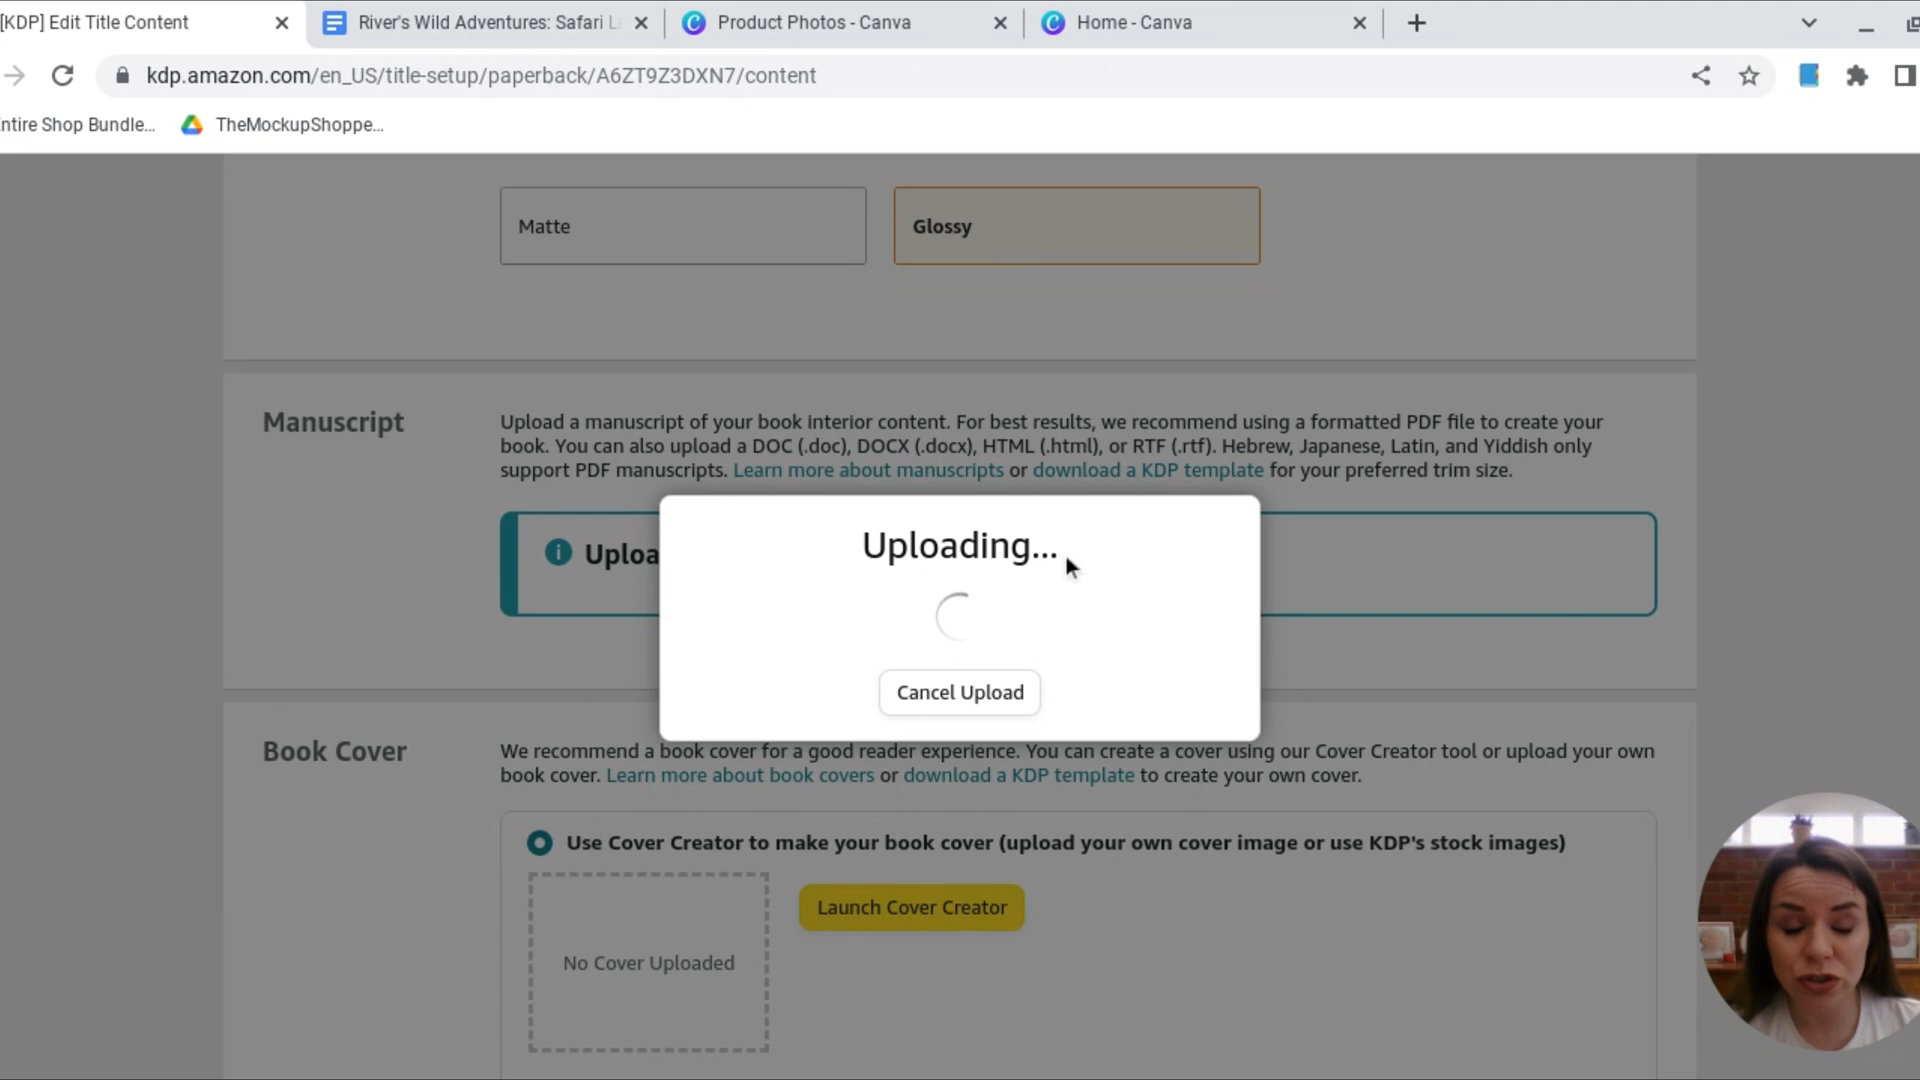 [KDP] Edit Title Content
River's Wild Adventures: Safari L
Product Photos - Canva
Home - Canva
kdp.amazon.com/en_US/title-setup/paperback/A6ZT9Z3DXN7/content
ntire Shop Bundle...
TheMockupShoppe...
Matte
Glossy
Manuscript
Upload a manuscript of your book interior content. For best results, we recommend using a formatted PDF file to create your
book. You can also upload a DOC (.doc), DOCX (.docx), HTML (.html), or RTF (.rtf). Hebrew, Japanese, Latin, and Yiddish only
support PDF manuscripts. Learn more about manuscripts or download a KDP template for your preferred trim size.
Uploa
Uploading...
Cancel Upload
Book Cover
We recommend a book cover for a good reader experience. You can create a cover using our Cover Creator tool or upload your own
book cover. Learn more about book covers or download a KDP template to create your own cover.
Use Cover Creator to make your book cover (upload your own cover image or use KDP's stock images)
Launch Cover Creator
No Cover Uploaded